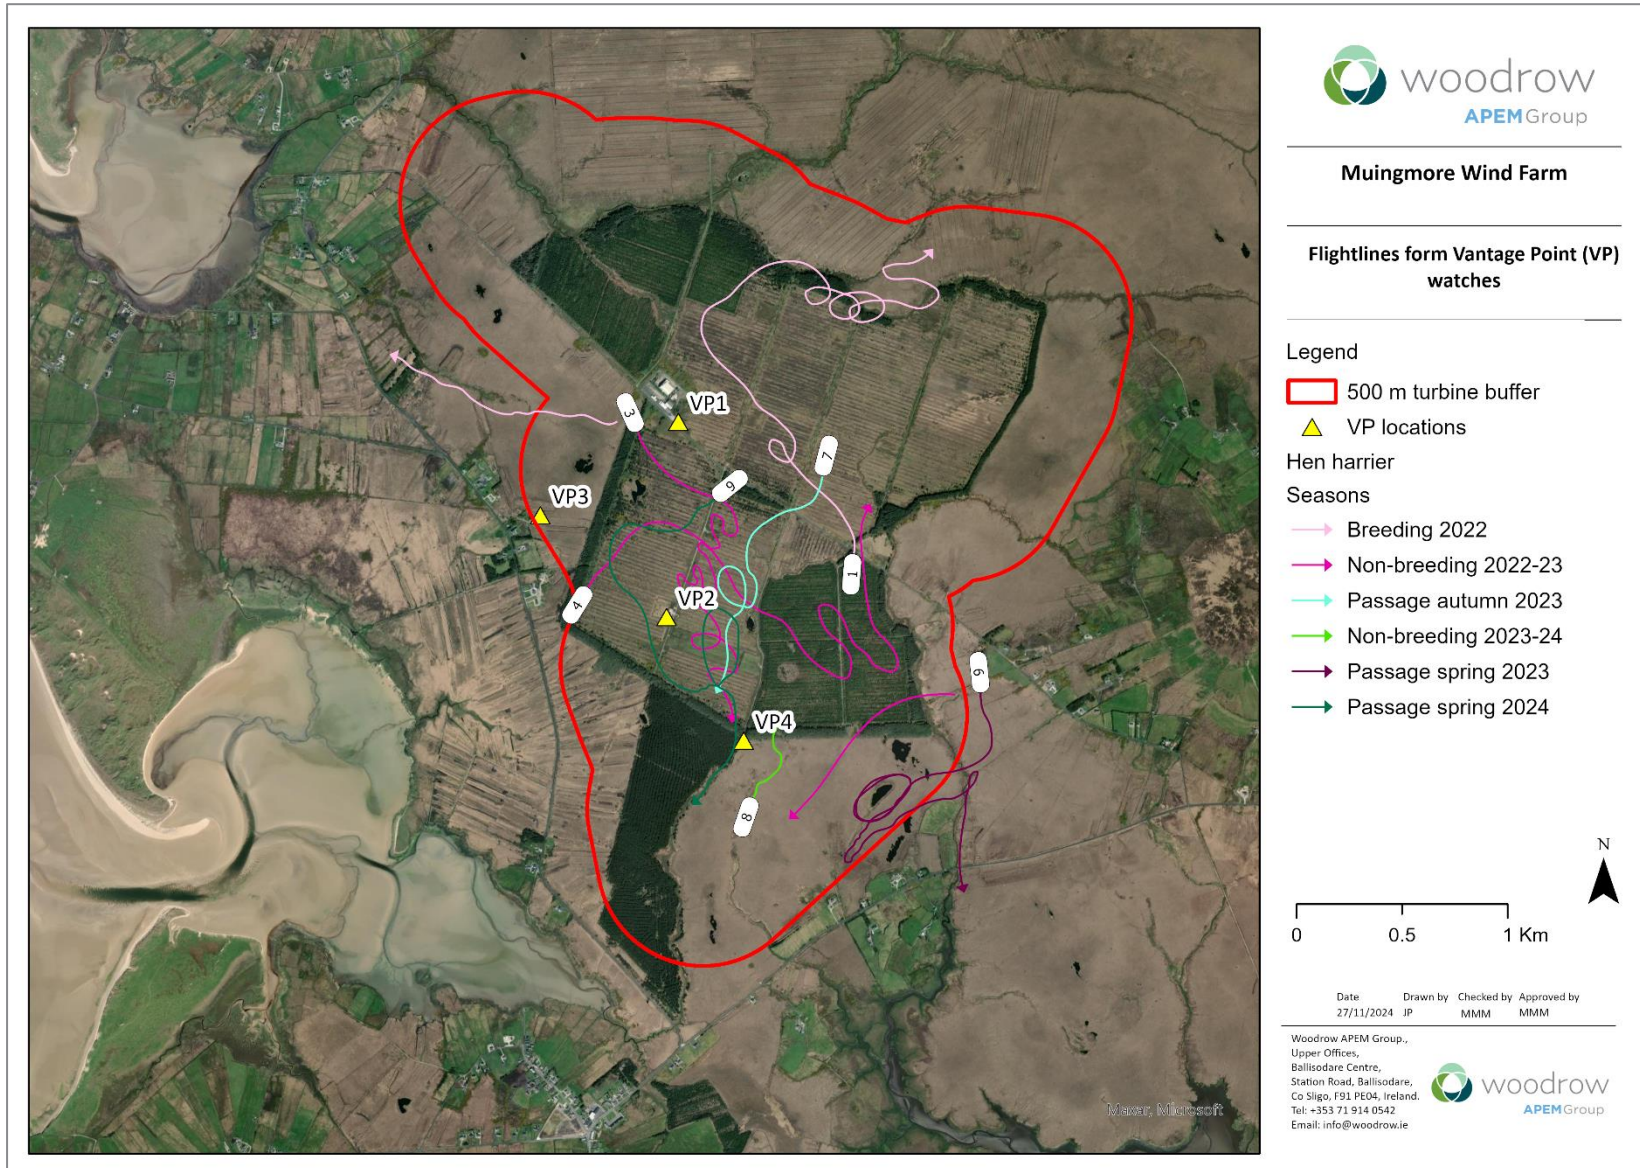 woodrow
APEMGroup
Muingmore Wind Farm
Flightlines form Vantage Point (VP)
watches
Legend
500 m turbine buffer
VP locations
Hen harrier
Seasons
Breeding 2022
Non-breeding 2022-23
Passage autumn 2023
Non-breeding 2023-24
Passage spring 2023
Passage spring 2024
VP1
3
7
9
VP3
1
4
VP2
6
VP4
8
Maxar, Microsoft
N
0 0.5 1 Km
Date Drawn by Checked by Approved by
27/11/2024 JP MMM MMM
Woodrow APEM Group.,
Upper Offices,
Ballisodare Centre,
Station Road, Ballisodare,
Co Sligo, F91 PE04, Ireland.
Tel: +353 71 914 0542
Email: info@woodrow.ie
woodrow
APEMGroup